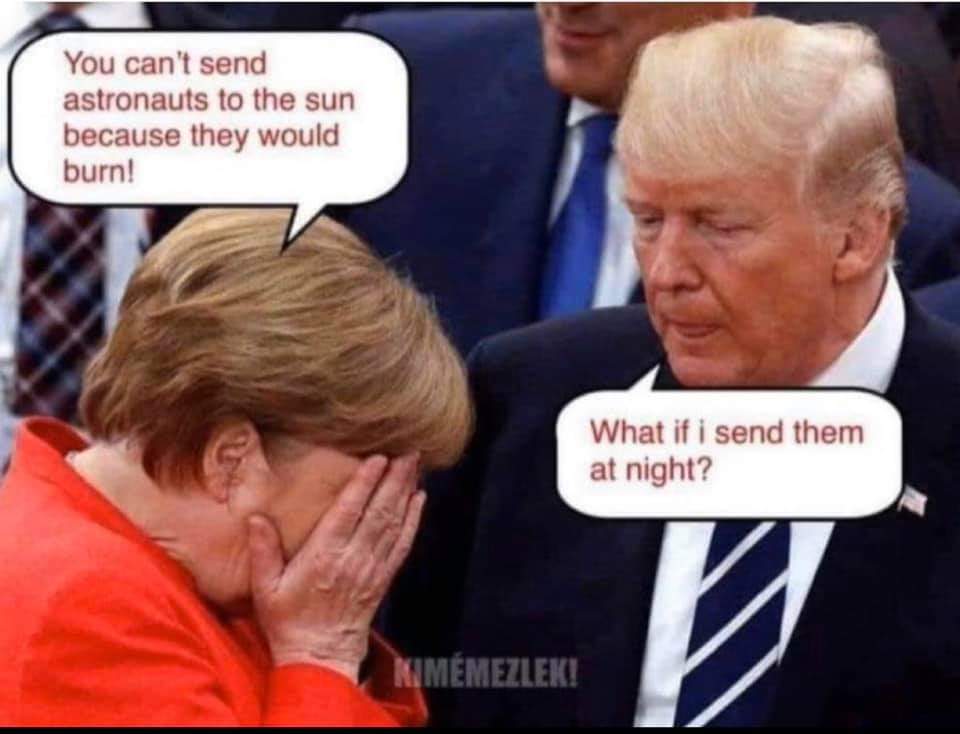 You can't send
astronauts to the sun
because they would
burn!
What if i send them
at night?
KIMÉMEZLEK!